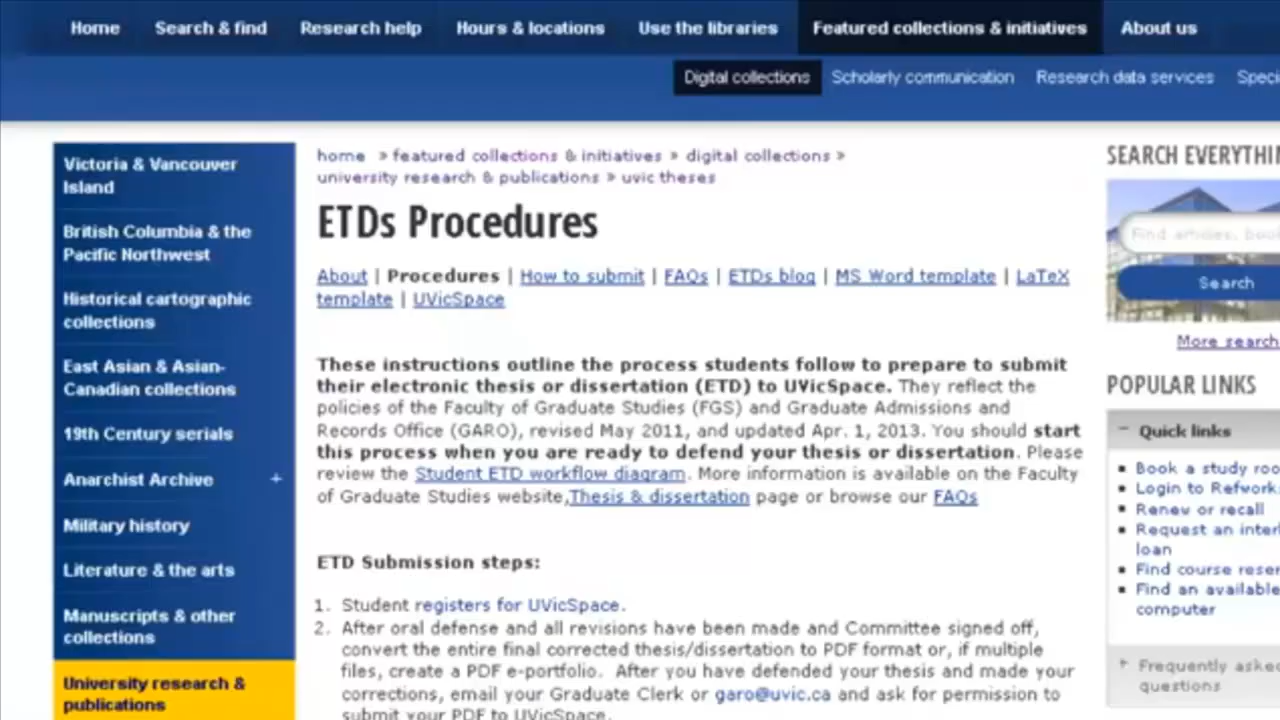 Home Search & find Research help Hours & locations Use the libraries Featured collections & initiatives About us
Digital collections Scholarly communication Research data services
Victoria & Vancouver
Island
British Columbia & the
Pacific Northwest
Historical cartographic
collections
East Asian & Asian-
Canadian collections
19th Century serials
Anarchist Archive +
Military history
Literature & the arts
Manuscripts & other
collections
University research &
publications
home » featured collections & initiatives » digital collections »
university research & publications » uvic theses
ETDs Procedures
About | Procedures | How to submit | FAQs | ETDs blog | MS Word template | LaTeX
template | UVicSpace
These instructions outline the process students follow to prepare to submit
their electronic thesis or dissertation (ETD) to UVicSpace. They reflect the
policies of the Faculty of Graduate Studies (FGS) and Graduate Admissions and
Records Office (GARO), revised May 2011, and updated Apr. 1, 2013. You should start
this process when you are ready to defend your thesis or dissertation. Please
review the Student ETD workflow diagram. More information is available on the Faculty
of Graduate Studies website,Thesis & dissertation page or browse our FAQs
ETD Submission steps:
1. Student registers for UVicSpace.
2. After oral defense and all revisions have been made and Committee signed off,
convert the entire final corrected thesis/dissertation to PDF format or, if multiple
files, create a PDF e-portfolio. After you have defended your thesis and made your
corrections, email your Graduate Clerk or garo@uvic.ca and ask for permission to
submit your PDF to UVicSpace.
SEARCH EVERYTHIN
Find articles, book
Search
More search
POPULAR LINKS
− Quick links
Book a study roo
Login to Refwork
Renew or recall
Request an inter
loan
Find course reser
Find an available
computer
+ Frequently asked
questions